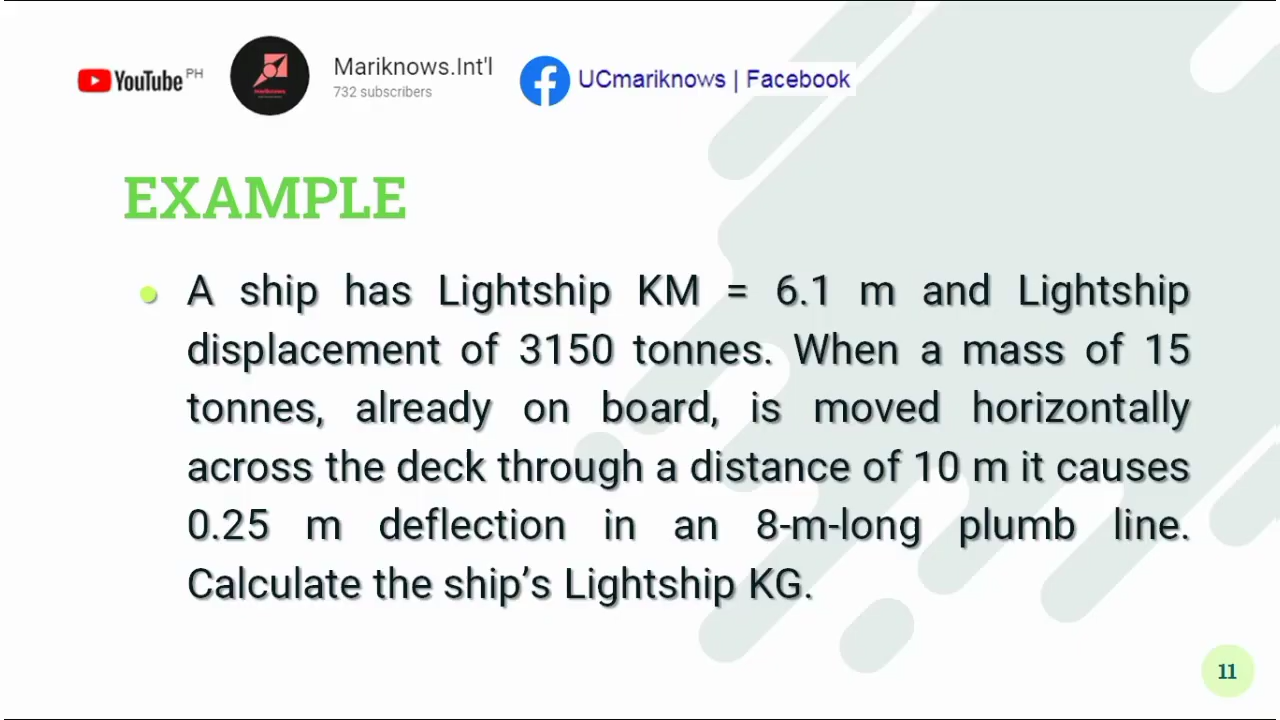 YouTube PH
Mariknows.Int'l
732 subscribers
UCmariknows | Facebook
EXAMPLE
A ship has Lightship KM = 6.1 m and Lightship
displacement of 3150 tonnes. When a mass of 15
tonnes, already on board, is moved horizontally
across the deck through a distance of 10 m it causes
0.25 m deflection in an 8-m-long plumb line.
Calculate the ship’s Lightship KG.
11